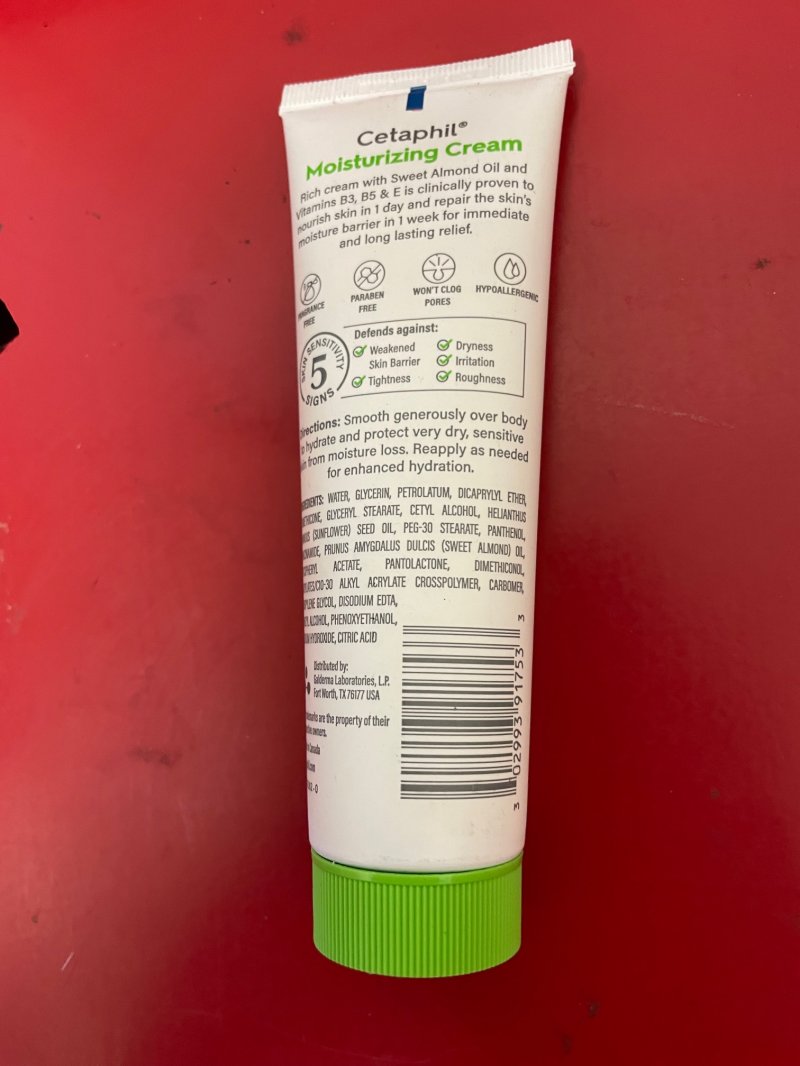 Cetaphil®
Moisturizing Cream
Rich cream with Sweet Almond Oil and
Vitamins B3, B5 & E is clinically proven to
nourish skin in 1 day and repair the skin's
moisture barrier in 1 week for immediate
and long lasting relief.
FREE
PARABEN
FREE
WON'T CLOG
PORES
HYPOALLERGENIC
SKIN SENSITIVITY
5
SIGNS
Defends against:
Weakened
Skin Barrier
Tightness
Dryness
Irritation
Roughness
Smooth generously over body
hydrate and protect very dry, sensitive
from moisture loss. Reapply as needed
for enhanced hydration.
WATER, GLYCERIN, PETROLATUM, DICAPRYLYL ETHER,
GLYCERYL STEARATE, CETYL ALCOHOL, HELIANTHUS
(SUNFLOWER) SEED OIL, PEG-30 STEARATE, PANTHENOL,
PRUNUS AMYGDALUS DULCIS (SWEET ALMOND) OIL,
ACETATE, PANTOLACTONE, DIMETHICONOL,
ALKYL ACRYLATE CROSSPOLYMER, CARBOMER,
GLYCOL, DISODIUM EDTA,
ALCOHOL, PHENOXYETHANOL,
HYDROXIDE, CITRIC ACID
Distributed by:
Galderma Laboratories, L.P.
Fort Worth, TX 76177 USA
are the property of their
owners.
Canada
3 02993 91753 3